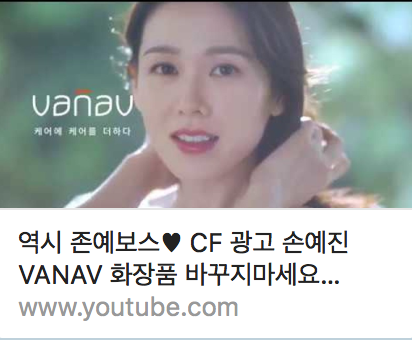 vanav
케어에 케어를 더하다
역시 존예보스♥ CF 광고 손예진
VANAV 화장품 바꾸지마세요...
www.youtube.com